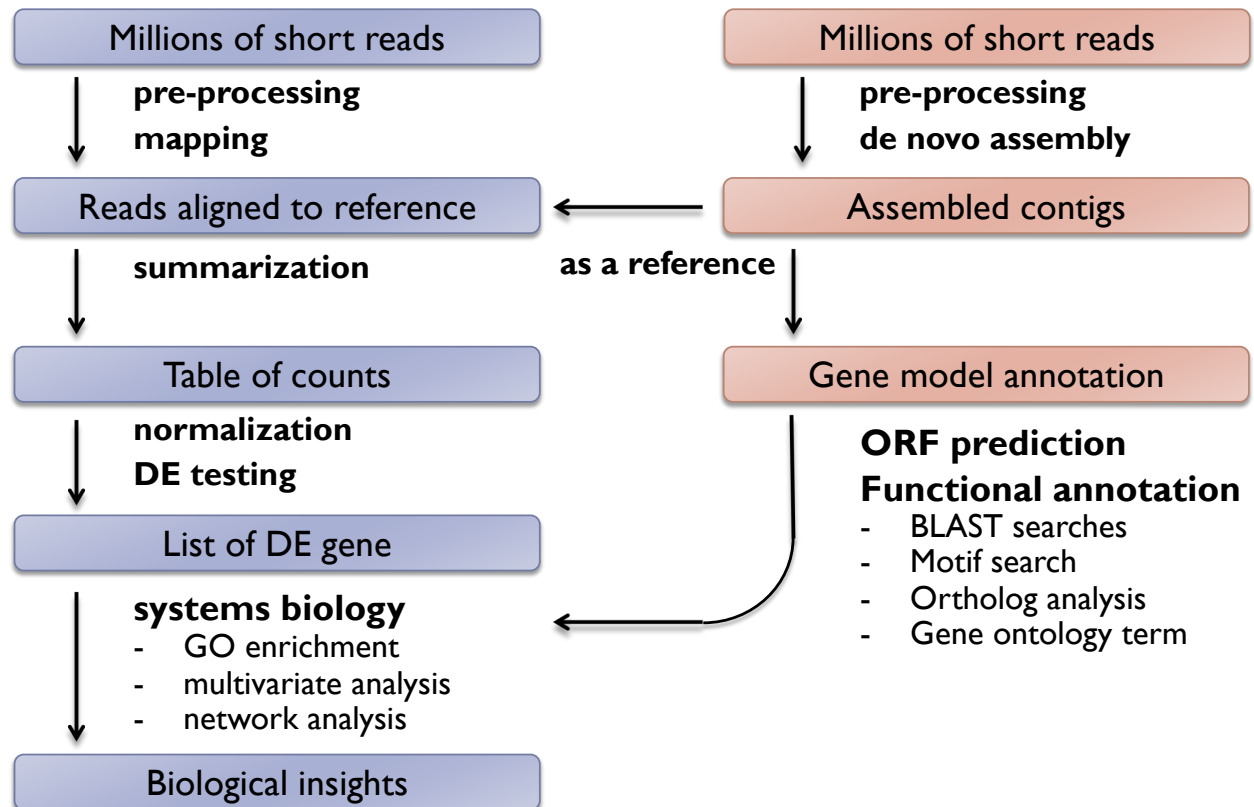 Millions of short reads
pre-processing
mapping
Reads aligned to reference
summarization
Table of counts
normalization
DE testing
List of DE gene
systems biology
- GO enrichment
- multivariate analysis
- network analysis
Biological insights
Millions of short reads
pre-processing
de novo assembly
Assembled contigs
as a reference
Gene model annotation
ORF prediction
Functional annotation
- BLAST searches
- Motif search
- Ortholog analysis
- Gene ontology term